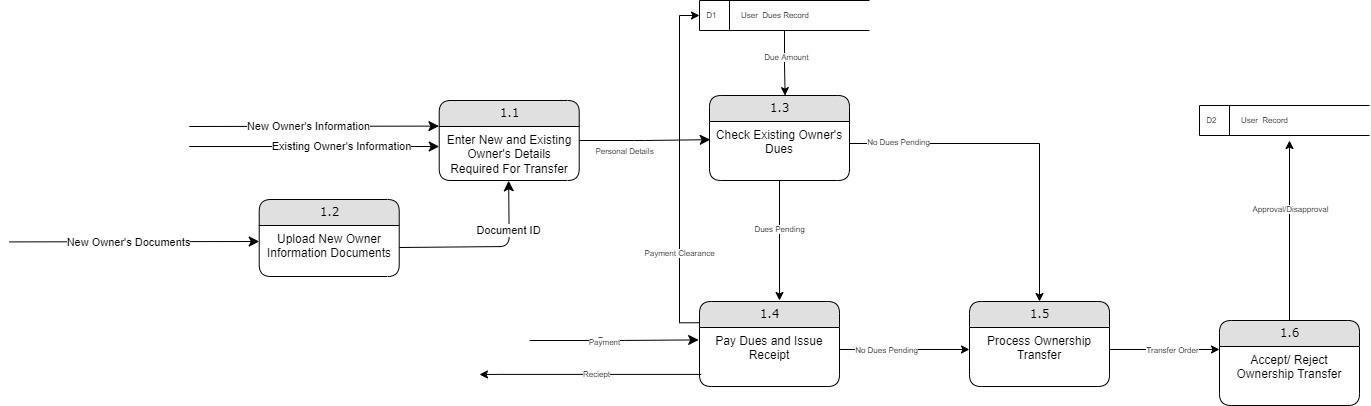 D1
User Dues Record
Due Amount
1.1
Enter New and Existing
Owner's Details
Required For Transfer
New Owner's Information
Existing Owner's Information
Personal Details
1.3
Check Existing Owner's
Dues
No Dues Pending
D2
User Record
1.2
Upload New Owner
Information Documents
New Owner's Documents
Document ID
Dues Pending
Payment Clearance
Approval/Disapproval
1.4
Pay Dues and Issue
Receipt
Payment
Reciept
No Dues Pending
1.5
Process Ownership
Transfer
Transfer Order
1.6
Accept/ Reject
Ownership Transfer